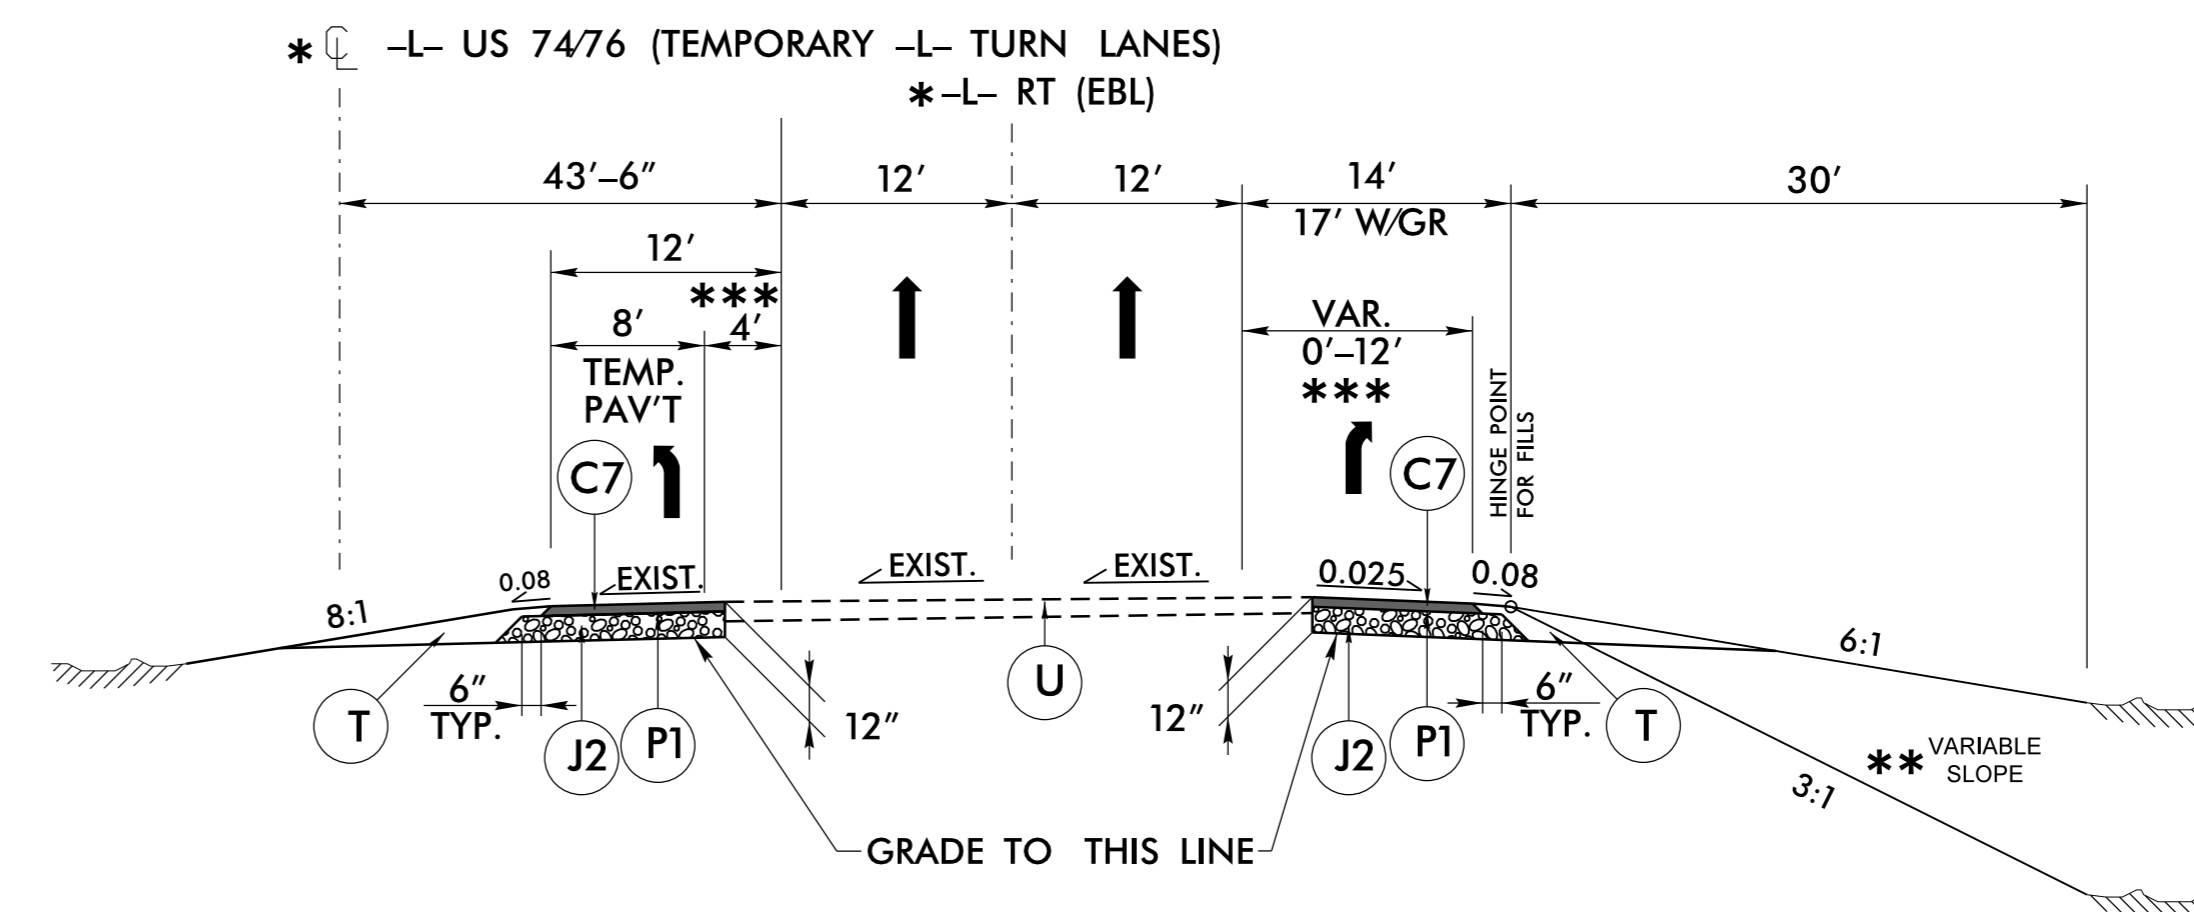 * CL –L– US 74/76 (TEMPORARY –L– TURN LANES)
* –L– RT (EBL)
43'–6" 12' 12' 14' 30'
17' W/GR
12'
***
8' 4'
TEMP.
PAV'T
VAR.
0'–12'
***
HINGE POINT
FOR FILLS
C7
C7
8:1
0.08
EXIST.
EXIST.
EXIST.
0.025
0.08
6:1
T
6"
TYP.
J2
P1
12"
U
12"
J2
P1
6"
TYP.
T
** VARIABLE
SLOPE
3:1
GRADE TO THIS LINE